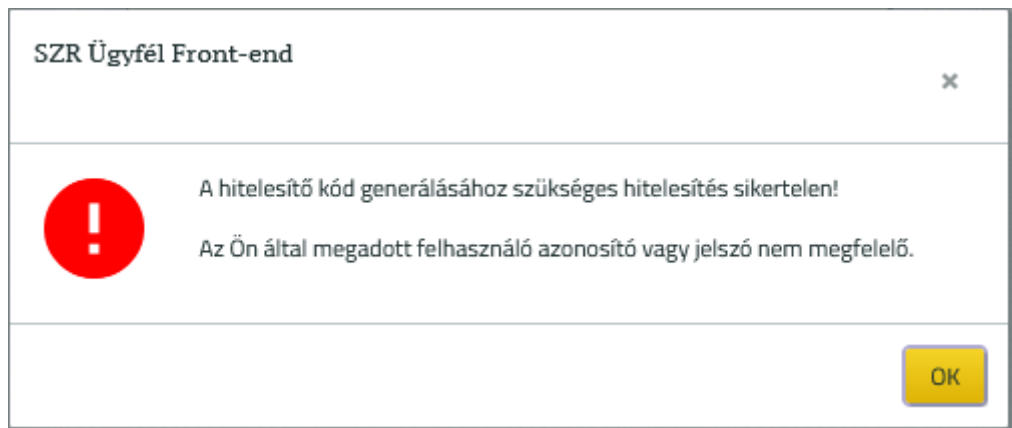 SZR Ügyfél Front-end
×
A hitelesítő kód generálásához szükséges hitelesítés sikertelen!
Az Ön által megadott felhasználó azonosító vagy jelszó nem megfelelő.
OK